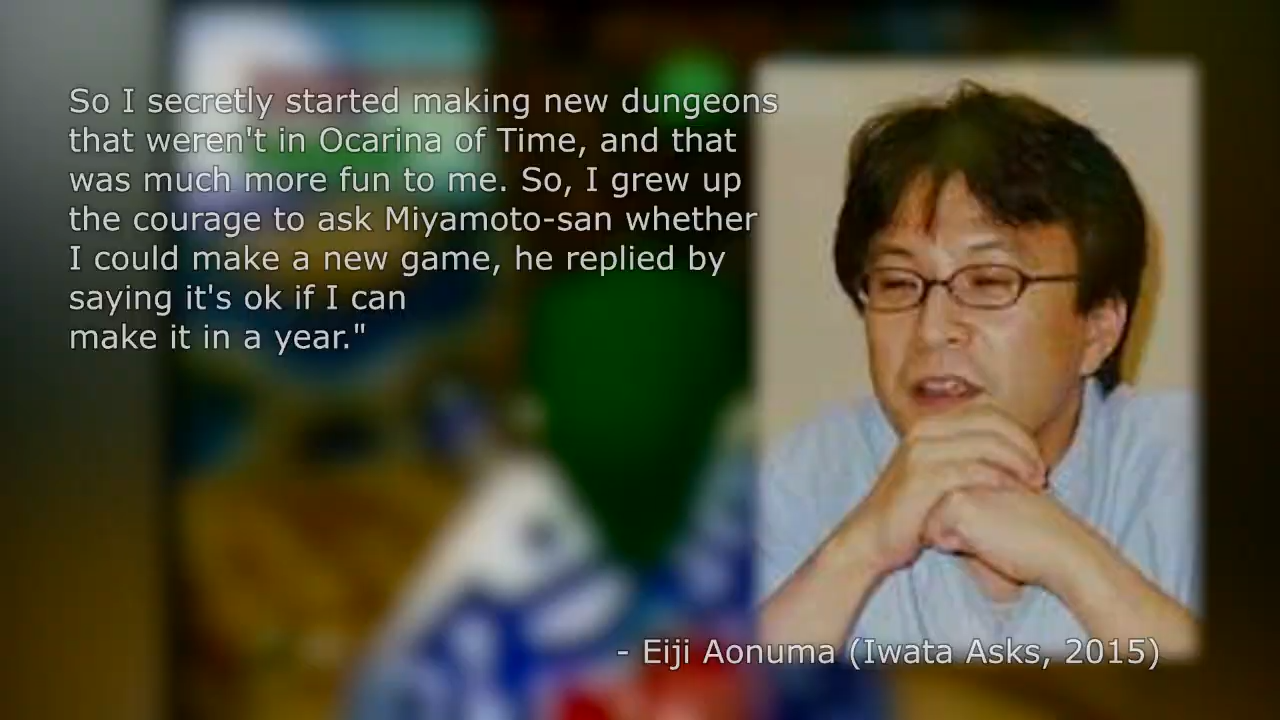 So I secretly started making new dungeons
that weren't in Ocarina of Time, and that
was much more fun to me. So, I grew up
the courage to ask Miyamoto-san whether
I could make a new game, he replied by
saying it's ok if I can
make it in a year."
- Eiji Aonuma (Iwata Asks, 2015)